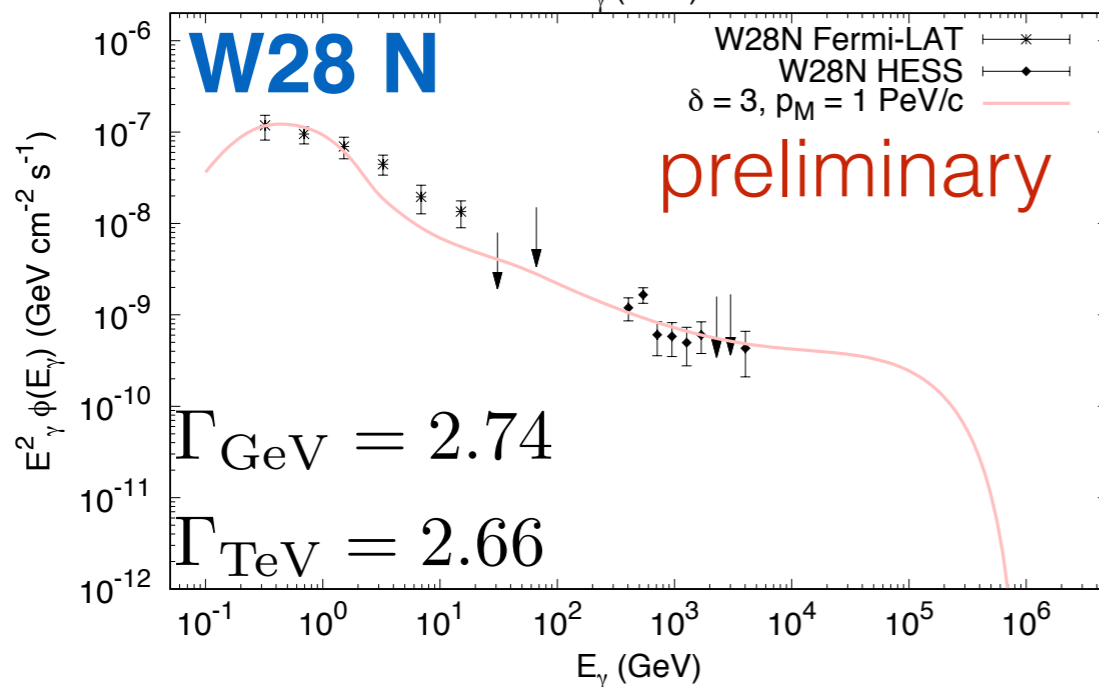 W28 N
W28N Fermi-LAT
W28N HESS
δ = 3, p_M = 1 PeV/c
preliminary
Γ_GeV = 2.74
Γ_TeV = 2.66
E²_γ ϕ(E_γ) (GeV cm⁻² s⁻¹)
10⁻⁶
10⁻⁷
10⁻⁸
10⁻⁹
10⁻¹⁰
10⁻¹¹
10⁻¹²
10⁻¹ 10⁰ 10¹ 10² 10³ 10⁴ 10⁵ 10⁶
E_γ (GeV)